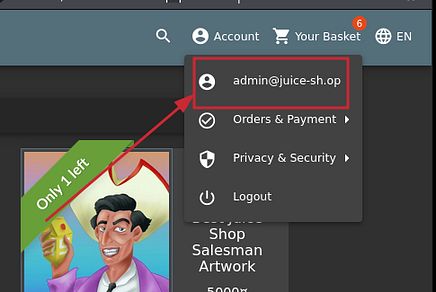 Account
Your Basket
6
EN
admin@juice-sh.op
Orders & Payment
Privacy & Security
Logout
Only 1 left
Shop
Salesman
Artwork